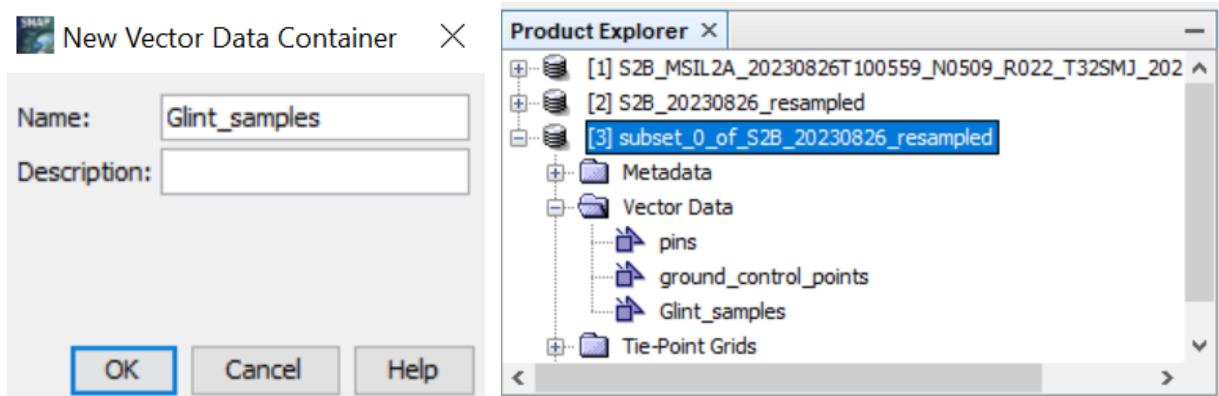 SNAP
New Vector Data Container
Name:
Glint_samples
Description:
OK
Cancel
Help
Product Explorer
[1] S2B_MSIL2A_20230826T100559_N0509_R022_T32SMJ_202
[2] S2B_20230826_resampled
[3] subset_0_of_S2B_20230826_resampled
Metadata
Vector Data
pins
ground_control_points
Glint_samples
Tie-Point Grids